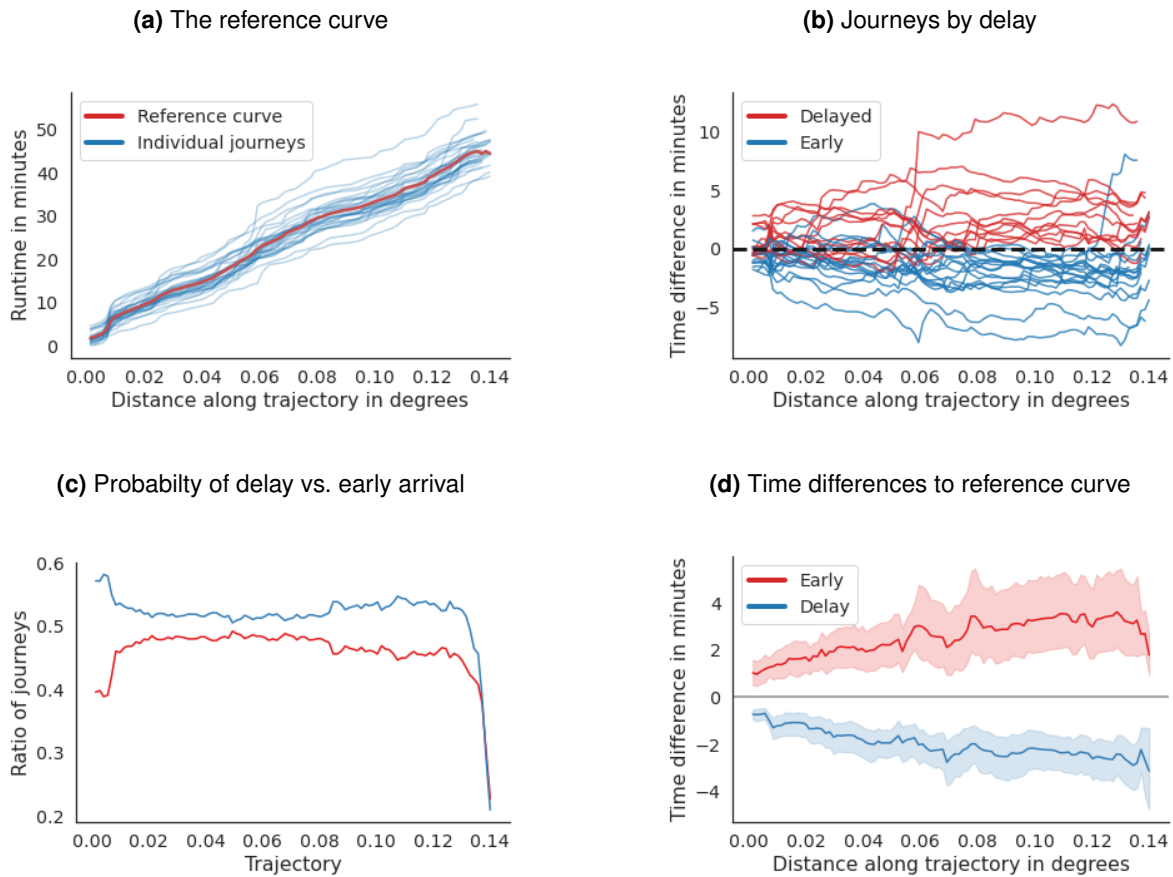 (a) The reference curve
Reference curve
Individual journeys
Runtime in minutes
50
40
30
20
10
0
0.00 0.02 0.04 0.06 0.08 0.10 0.12 0.14
Distance along trajectory in degrees
(b) Journeys by delay
Delayed
Early
Time difference in minutes
10
5
0
−5
0.00 0.02 0.04 0.06 0.08 0.10 0.12 0.14
Distance along trajectory in degrees
(c) Probabilty of delay vs. early arrival
Ratio of journeys
0.6
0.5
0.4
0.3
0.2
0.00 0.02 0.04 0.06 0.08 0.10 0.12 0.14
Trajectory
(d) Time differences to reference curve
Early
Delay
Time difference in minutes
4
2
0
−2
−4
0.00 0.02 0.04 0.06 0.08 0.10 0.12 0.14
Distance along trajectory in degrees